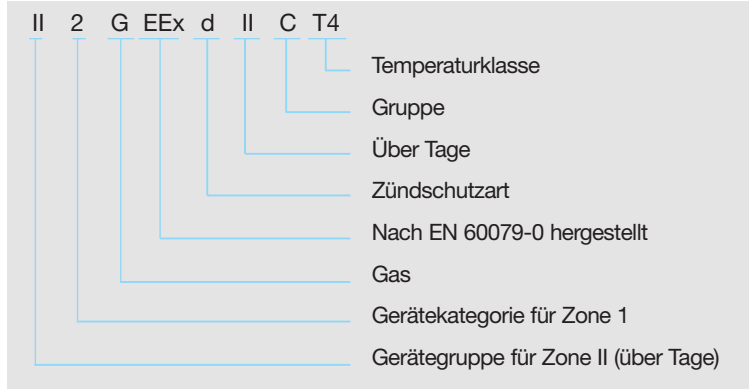 II 2 G EEx d II C T4
Temperaturklasse
Gruppe
Über Tage
Zündschutzart
Nach EN 60079-0 hergestellt
Gas
Gerätekategorie für Zone 1
Gerätegruppe für Zone II (über Tage)